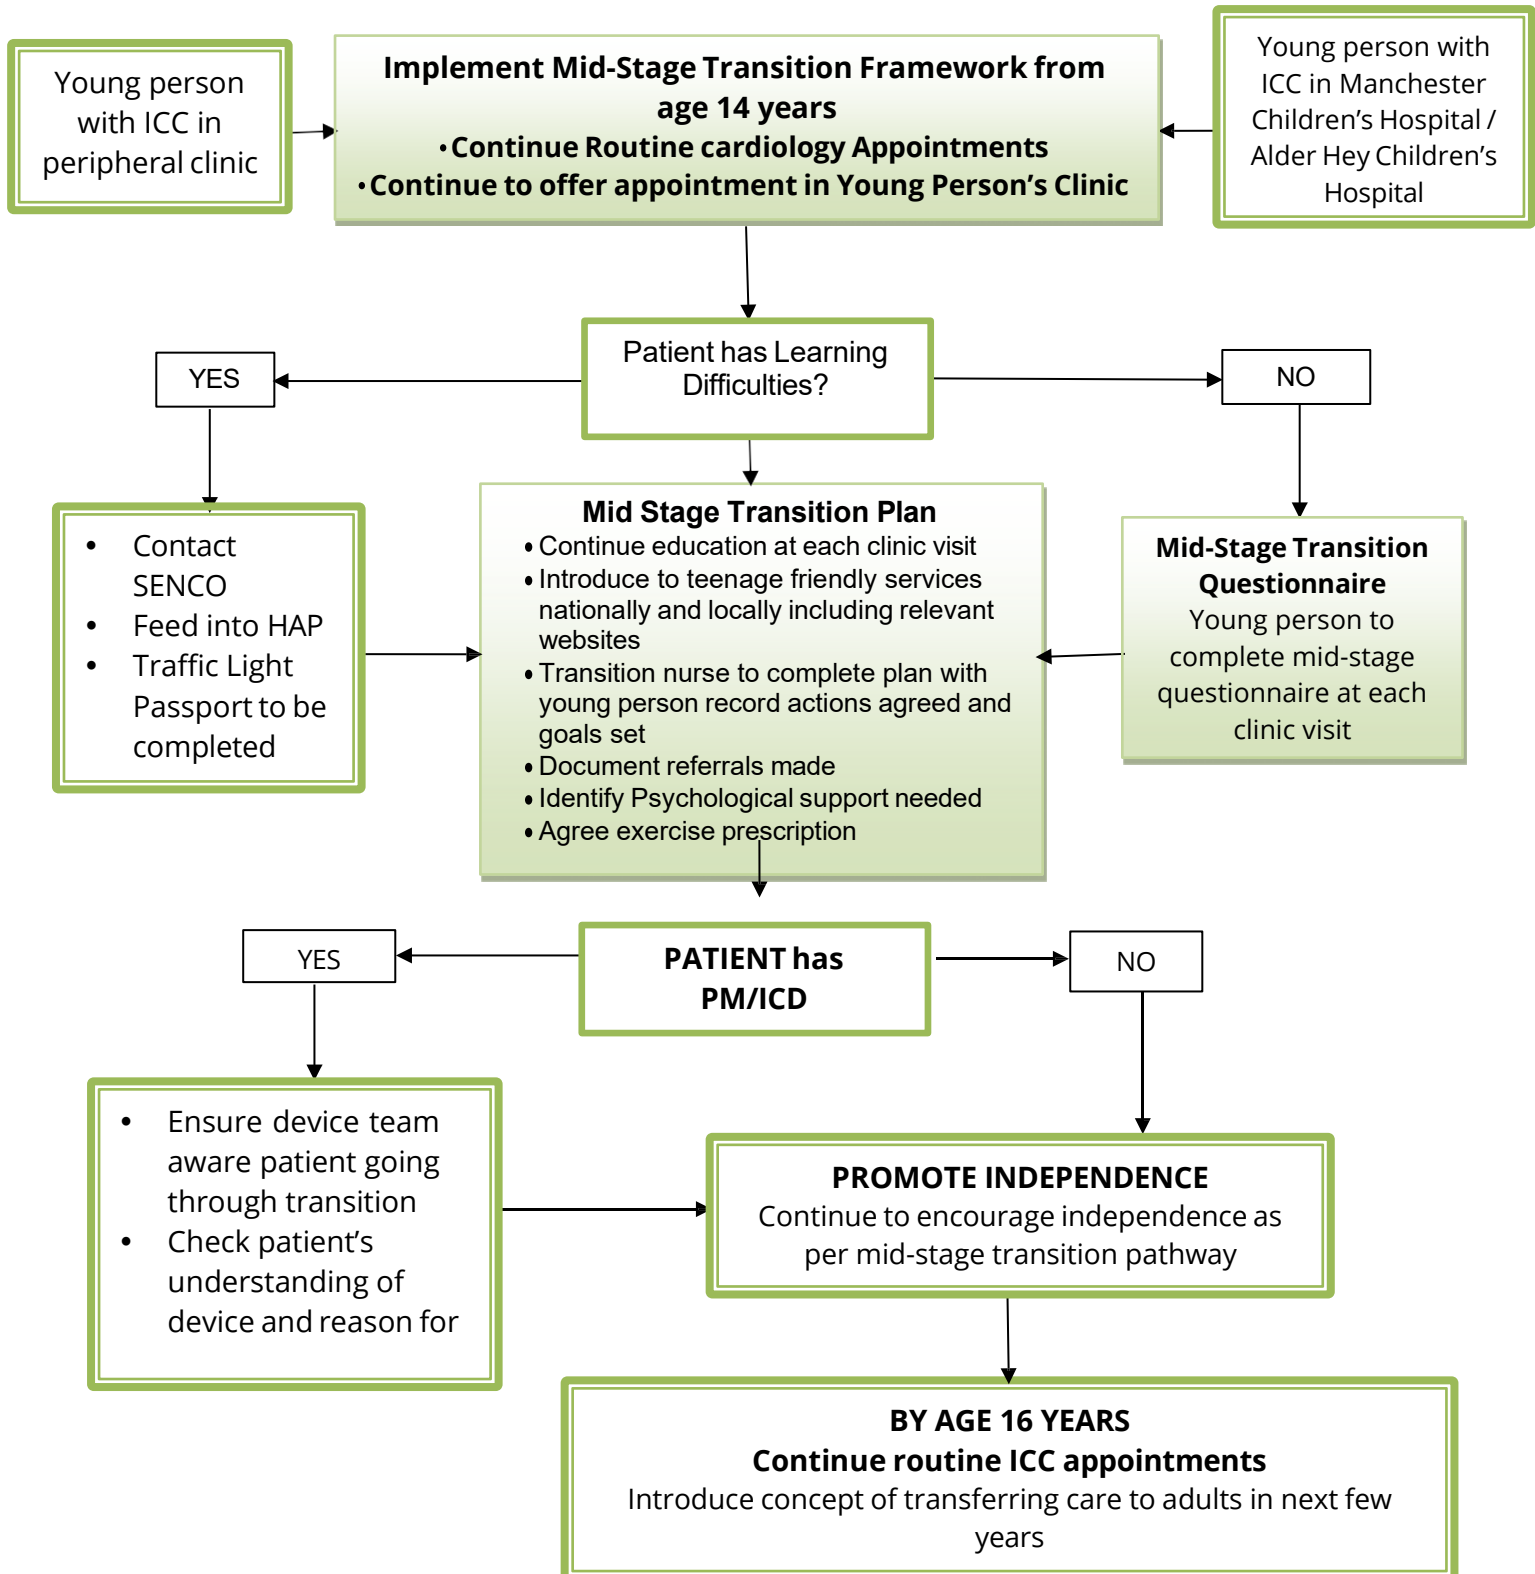 Young person
with ICC in
peripheral clinic
Implement Mid-Stage Transition Framework from
age 14 years
•Continue Routine cardiology Appointments
•Continue to offer appointment in Young Person’s Clinic
Young person with
ICC in Manchester
Children’s Hospital /
Alder Hey Children’s
Hospital
Patient has Learning
Difficulties?
YES
NO
• Contact
SENCO
• Feed into HAP
• Traffic Light
Passport to be
completed
Mid Stage Transition Plan
• Continue education at each clinic visit
• Introduce to teenage friendly services
nationally and locally including relevant
websites
• Transition nurse to complete plan with
young person record actions agreed and
goals set
• Document referrals made
• Identify Psychological support needed
• Agree exercise prescription
Mid-Stage Transition
Questionnaire
Young person to
complete mid-stage
questionnaire at each
clinic visit
PATIENT has
PM/ICD
YES
NO
• Ensure device team
aware patient going
through transition
• Check patient’s
understanding of
device and reason for
PROMOTE INDEPENDENCE
Continue to encourage independence as
per mid-stage transition pathway
BY AGE 16 YEARS
Continue routine ICC appointments
Introduce concept of transferring care to adults in next few
years